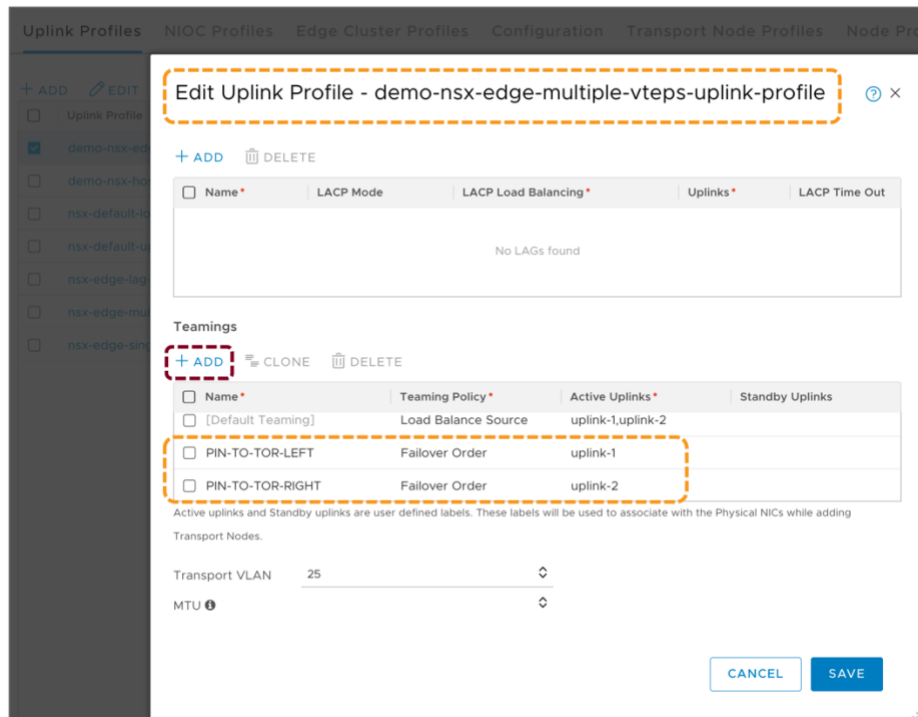 Uplink Profiles NIOC Profiles Edge Cluster Profiles Configuration Transport Node Profiles Node Pro
+ ADD EDIT
Uplink Profile
demo-nsx-ed
demo-nsx-ho
nsx-default-lo
nsx-default-u
nsx-edge-lag
nsx-edge-mul
nsx-edge-sing
Edit Uplink Profile - demo-nsx-edge-multiple-vteps-uplink-profile
+ ADD DELETE
Name* LACP Mode LACP Load Balancing* Uplinks* LACP Time Out
No LAGs found
Teamings
+ ADD CLONE DELETE
Name* Teaming Policy* Active Uplinks* Standby Uplinks
[Default Teaming] Load Balance Source uplink-1,uplink-2
PIN-TO-TOR-LEFT Failover Order uplink-1
PIN-TO-TOR-RIGHT Failover Order uplink-2
Active uplinks and Standby uplinks are user defined labels. These labels will be used to associate with the Physical NICs while adding
Transport Nodes.
Transport VLAN 25
MTU
CANCEL SAVE